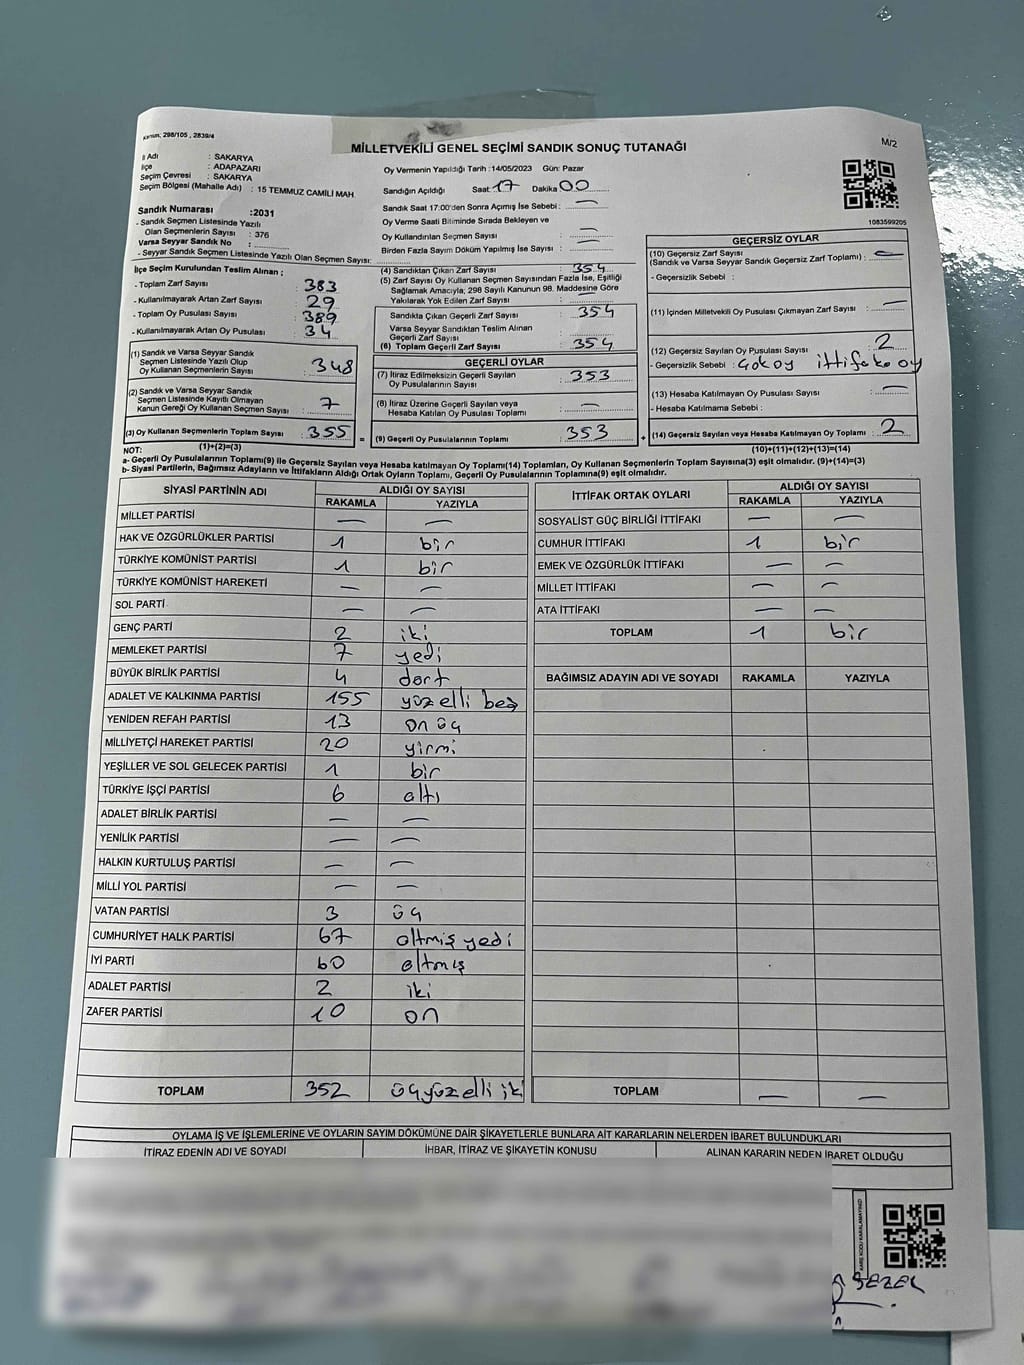 Kanun; 298/105 , 2839/4
MİLLETVEKİLİ GENEL SEÇİMİ SANDIK SONUÇ TUTANAĞI
M/2
İl Adı : SAKARYA
İlçe : ADAPAZARI
Seçim Çevresi : SAKARYA
Seçim Bölgesi (Mahalle Adı) : 15 TEMMUZ CAMİLİ MAH.
Sandık Numarası :2031
- Sandık Seçmen Listesinde Yazılı
Olan Seçmenlerin Sayısı : 376
Varsa Seyyar Sandık No :
- Seyyar Sandık Seçmen Listesinde Yazılı Olan Seçmen Sayısı:
Oy Vermenin Yapıldığı Tarih :14/05/2023 Gün: Pazar
Sandığın Açıldığı Saat: 17 Dakika 00
Sandık Saat 17:00'den Sonra Açmış İse Sebebi : —
Oy Verme Saati Bitiminde Sırada Bekleyen ve
Oy Kullandırılan Seçmen Sayısı : —
Birden Fazla Sayım Döküm Yapılmış İse Sayısı : —
1083599205
İlçe Seçim Kurulundan Teslim Alınan ;
- Toplam Zarf Sayısı : 383
- Kullanılmayarak Artan Zarf Sayısı : 29
- Toplam Oy Pusulası Sayısı : 389
- Kullanılmayarak Artan Oy Pusulası : 34
(1) Sandık ve Varsa Seyyar Sandık
Seçmen Listesinde Yazılı Olup
Oy Kullanan Seçmenlerin Sayısı : 348
(2) Sandık ve Varsa Seyyar Sandık
Seçmen Listesinde Kayıtlı Olmayan
Kanun Gereği Oy Kullanan Seçmen Sayısı : 7
(3) Oy Kullanan Seçmenlerin Toplam Sayısı : 355
(1)+(2)=(3)
(4) Sandıktan Çıkan Zarf Sayısı : 354
(5) Zarf Sayısı Oy Kullanan Seçmen Sayısından Fazla İse, Eşitliği
Sağlamak Amacıyla; 298 Sayılı Kanunun 98. Maddesine Göre
Yakılarak Yok Edilen Zarf Sayısı :
Sandıkta Çıkan Geçerli Zarf Sayısı : 354
Varsa Seyyar Sandıktan Teslim Alınan
Geçerli Zarf Sayısı :
(6) Toplam Geçerli Zarf Sayısı : 354
GEÇERLİ OYLAR
(7) İtiraz Edilmeksizin Geçerli Sayılan
Oy Pusulalarının Sayısı : 353
(8) İtiraz Üzerine Geçerli Sayılan veya
Hesaba Katılan Oy Pusulası Toplamı : —
= (9) Geçerli Oy Pusulalarının Toplamı : 353 +
GEÇERSİZ OYLAR
(10) Geçersiz Zarf Sayısı
(Sandık ve Varsa Seyyar Sandık Geçersiz Zarf Toplamı) : —
- Geçersizlik Sebebi :
(11) İçinden Milletvekili Oy Pusulası Çıkmayan Zarf Sayısı : —
(12) Geçersiz Sayılan Oy Pusulası Sayısı : 2
- Geçersizlik Sebebi : Çok oy ittifaka oy
(13) Hesaba Katılmayan Oy Pusulası Sayısı : —
- Hesaba Katılmama Sebebi :
(14) Geçersiz Sayılan veya Hesaba Katılmayan Oy Toplamı : 2
(10)+(11)+(12)+(13)=(14)
NOT:
a- Geçerli Oy Pusulasının Toplamı(9) ile Geçersiz Sayılan veya Hesaba katılmayan Oy Toplamı(14) Toplamları, Oy Kullanan Seçmenlerin Toplam Sayısına(3) eşit olmalıdır. (9)+(14)=(3)
b- Siyasi Partilerin, Bağımsız Adayların ve İttifakların Aldığı Ortak Oyların Toplamı, Geçerli Oy Pusulalarının Toplamına(9) eşit olmalıdır.
SİYASİ PARTİNİN ADI ALDIĞI OY SAYISI
RAKAMLA YAZIYLA
MİLLET PARTİSİ — —
HAK VE ÖZGÜRLÜKLER PARTİSİ 1 bir
TÜRKİYE KOMÜNİST PARTİSİ 1 bir
TÜRKİYE KOMÜNİST HAREKETİ — —
SOL PARTİ — —
GENÇ PARTİ 2 iki
MEMLEKET PARTİSİ 7 yedi
BÜYÜK BİRLİK PARTİSİ 4 dört
ADALET VE KALKINMA PARTİSİ 155 yüzelli beş
YENİDEN REFAH PARTİSİ 13 on üç
MİLLİYETÇİ HAREKET PARTİSİ 20 yirmi
YEŞİLLER VE SOL GELECEK PARTİSİ 1 bir
TÜRKİYE İŞÇİ PARTİSİ 6 altı
ADALET BİRLİK PARTİSİ — —
YENİLİK PARTİSİ — —
HALKIN KURTULUŞ PARTİSİ — —
MİLLİ YOL PARTİSİ — —
VATAN PARTİSİ 3 üç
CUMHURİYET HALK PARTİSİ 67 altmış yedi
İYİ PARTİ 60 altmış
ADALET PARTİSİ 2 iki
ZAFER PARTİSİ 10 on
TOPLAM 352 üçyüzelli iki
İTTİFAK ORTAK OYLARI ALDIĞI OY SAYISI
RAKAMLA YAZIYLA
SOSYALİST GÜÇ BİRLİĞİ İTTİFAKI — —
CUMHUR İTTİFAKI 1 bir
EMEK VE ÖZGÜRLÜK İTTİFAKI — —
MİLLET İTTİFAKI — —
ATA İTTİFAKI — —
TOPLAM 1 bir
BAĞIMSIZ ADAYIN ADI VE SOYADI RAKAMLA YAZIYLA
TOPLAM — —
OYLAMA İŞ VE İŞLEMLERİNE VE OYLARIN SAYIM DÖKÜMÜNE DAİR ŞİKAYETLERLE BUNLARA AİT KARARLARIN NELERDEN İBARET BULUNDUKLARI
İTİRAZ EDENİN ADI VE SOYADI İHBAR, İTİRAZ VE ŞİKAYETİN KONUSU ALINAN KARARIN NEDEN İBARET OLDUĞU
KARE KODU KARALAMAYINIZ!
SEZER